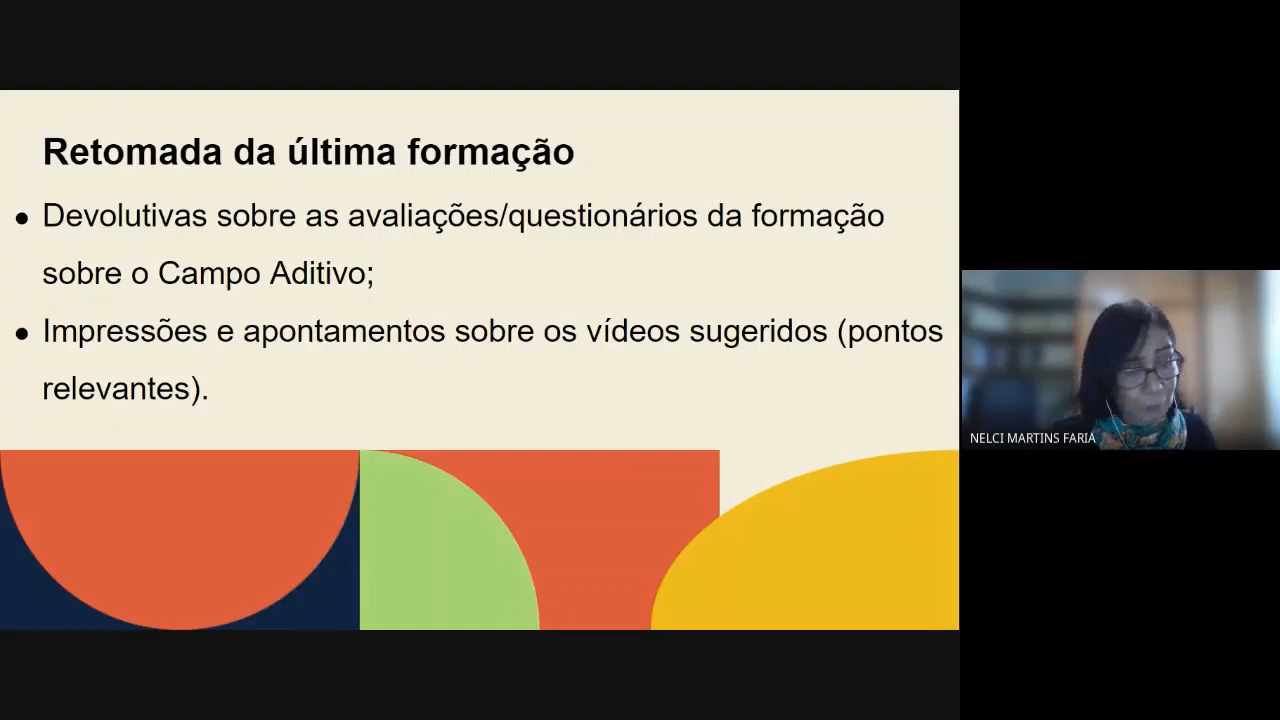 Retomada da última formação
● Devolutivas sobre as avaliações/questionários da formação
sobre o Campo Aditivo;
● Impressões e apontamentos sobre os vídeos sugeridos (pontos
relevantes).
NELCI MARTINS FARIA